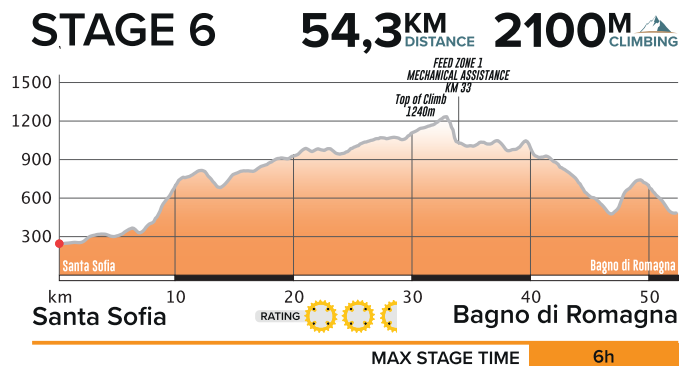 STAGE 6
54,3KM
DISTANCE
2100M
CLIMBING
FEED ZONE 1
MECHANICAL ASSISTANCE
KM 33
Top of Climb
1240m
1500
1200
900
600
300
Santa Sofia
Bagno di Romagna
km 10 20 30 40 50
Santa Sofia
RATING
Bagno di Romagna
MAX STAGE TIME
6h